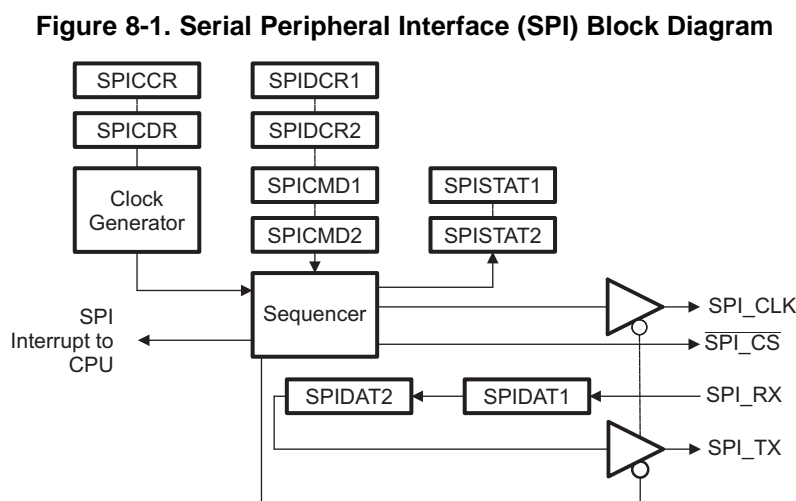 Figure 8-1. Serial Peripheral Interface (SPI) Block Diagram
SPICCR
SPIDCR1
SPICDR
SPIDCR2
Clock
Generator
SPICMD1
SPISTAT1
SPICMD2
SPISTAT2
Sequencer
SPI
Interrupt to
CPU
SPI_CLK
SPI_CS
SPIDAT2
SPIDAT1
SPI_RX
SPI_TX